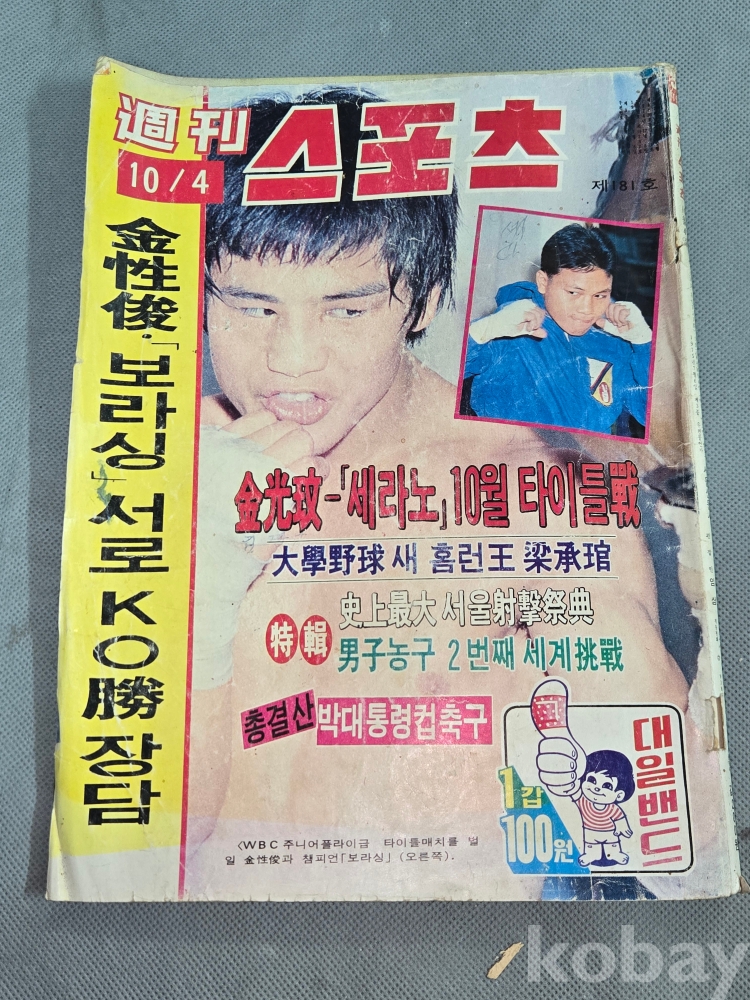 週刊 스포츠
10/4
제181호
金性俊·「보라싱」서로 KO勝 장담
金光玟-「세라노」10월 타이틀戰
大學野球 새 홈런王 梁承琯
特輯
史上最大 서울射擊祭典
男子농구 2번째 세계挑戰
총결산 박대통령컵축구
대일밴드
1갑
100원
〈WBC 주니어플라이급 타이틀매치를 벌
일 金性俊과 챔피언「보라싱」(오른쪽).
kobay